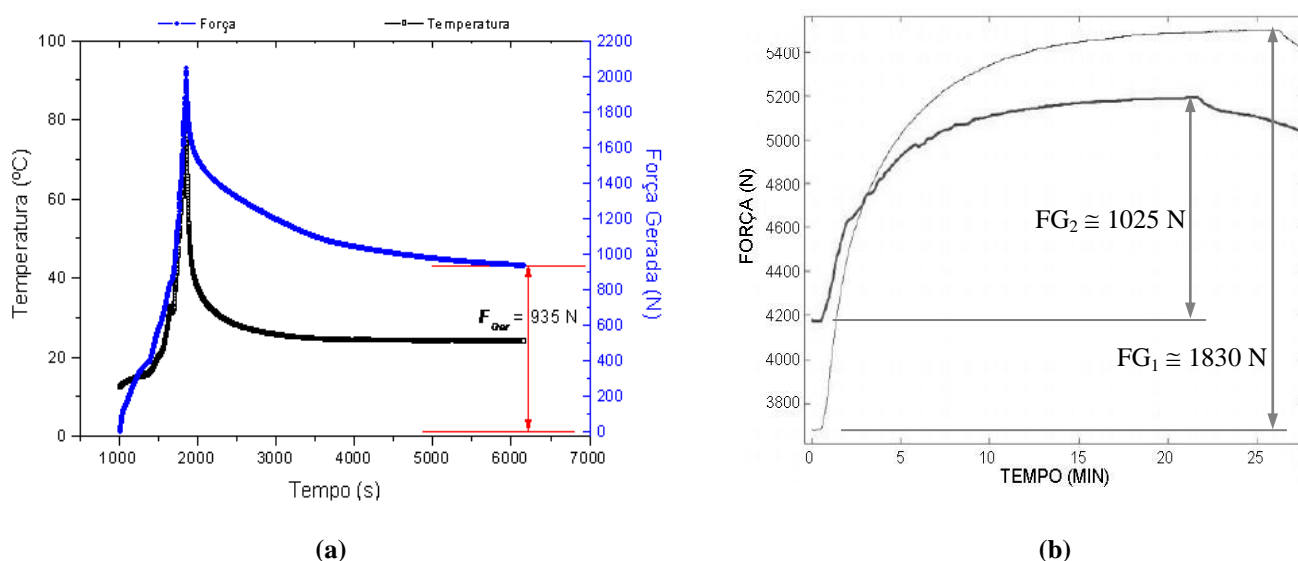 Força Temperatura
100
80
60
40
20
0
Temperatura (ºC)
2200
2000
1800
1600
1400
1200
1000
800
600
400
200
0
Força Gerada (N)
F_Ger = 935 N
1000 2000 3000 4000 5000 6000 7000
Tempo (s)
(a)
5400
5200
5000
4800
4600
4400
4200
4000
3800
FORÇA (N)
FG₂ ≅ 1025 N
FG₁ ≅ 1830 N
0 5 10 15 20 25
TEMPO (MIN)
(b)